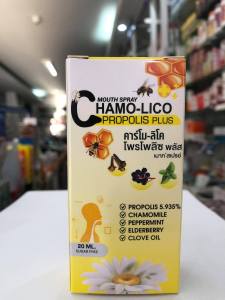 MOUTH SPRAY
CHAMO-LICO
PROPOLIS PLUS
คาร์โม-ลิโค
โพรโพลิซ พลัส
เมาท์สเปรย์
PROPOLIS 5.935%
CHAMOMILE
PEPPERMINT
ELDERBERRY
CLOVE OIL
20 ML.
SUGAR FREE